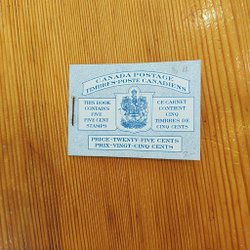 CANADA POSTAGE
TIMBRES-POSTE CANADIENS
THIS BOOK
CONTAINS
FIVE
FIVE CENT
STAMPS
CE CARNET
CONTIENT
CINQ
TIMBRES DE
CINQ CENTS
PRICE-TWENTY-FIVE CENTS
PRIX-VINGT-CINQ CENTS